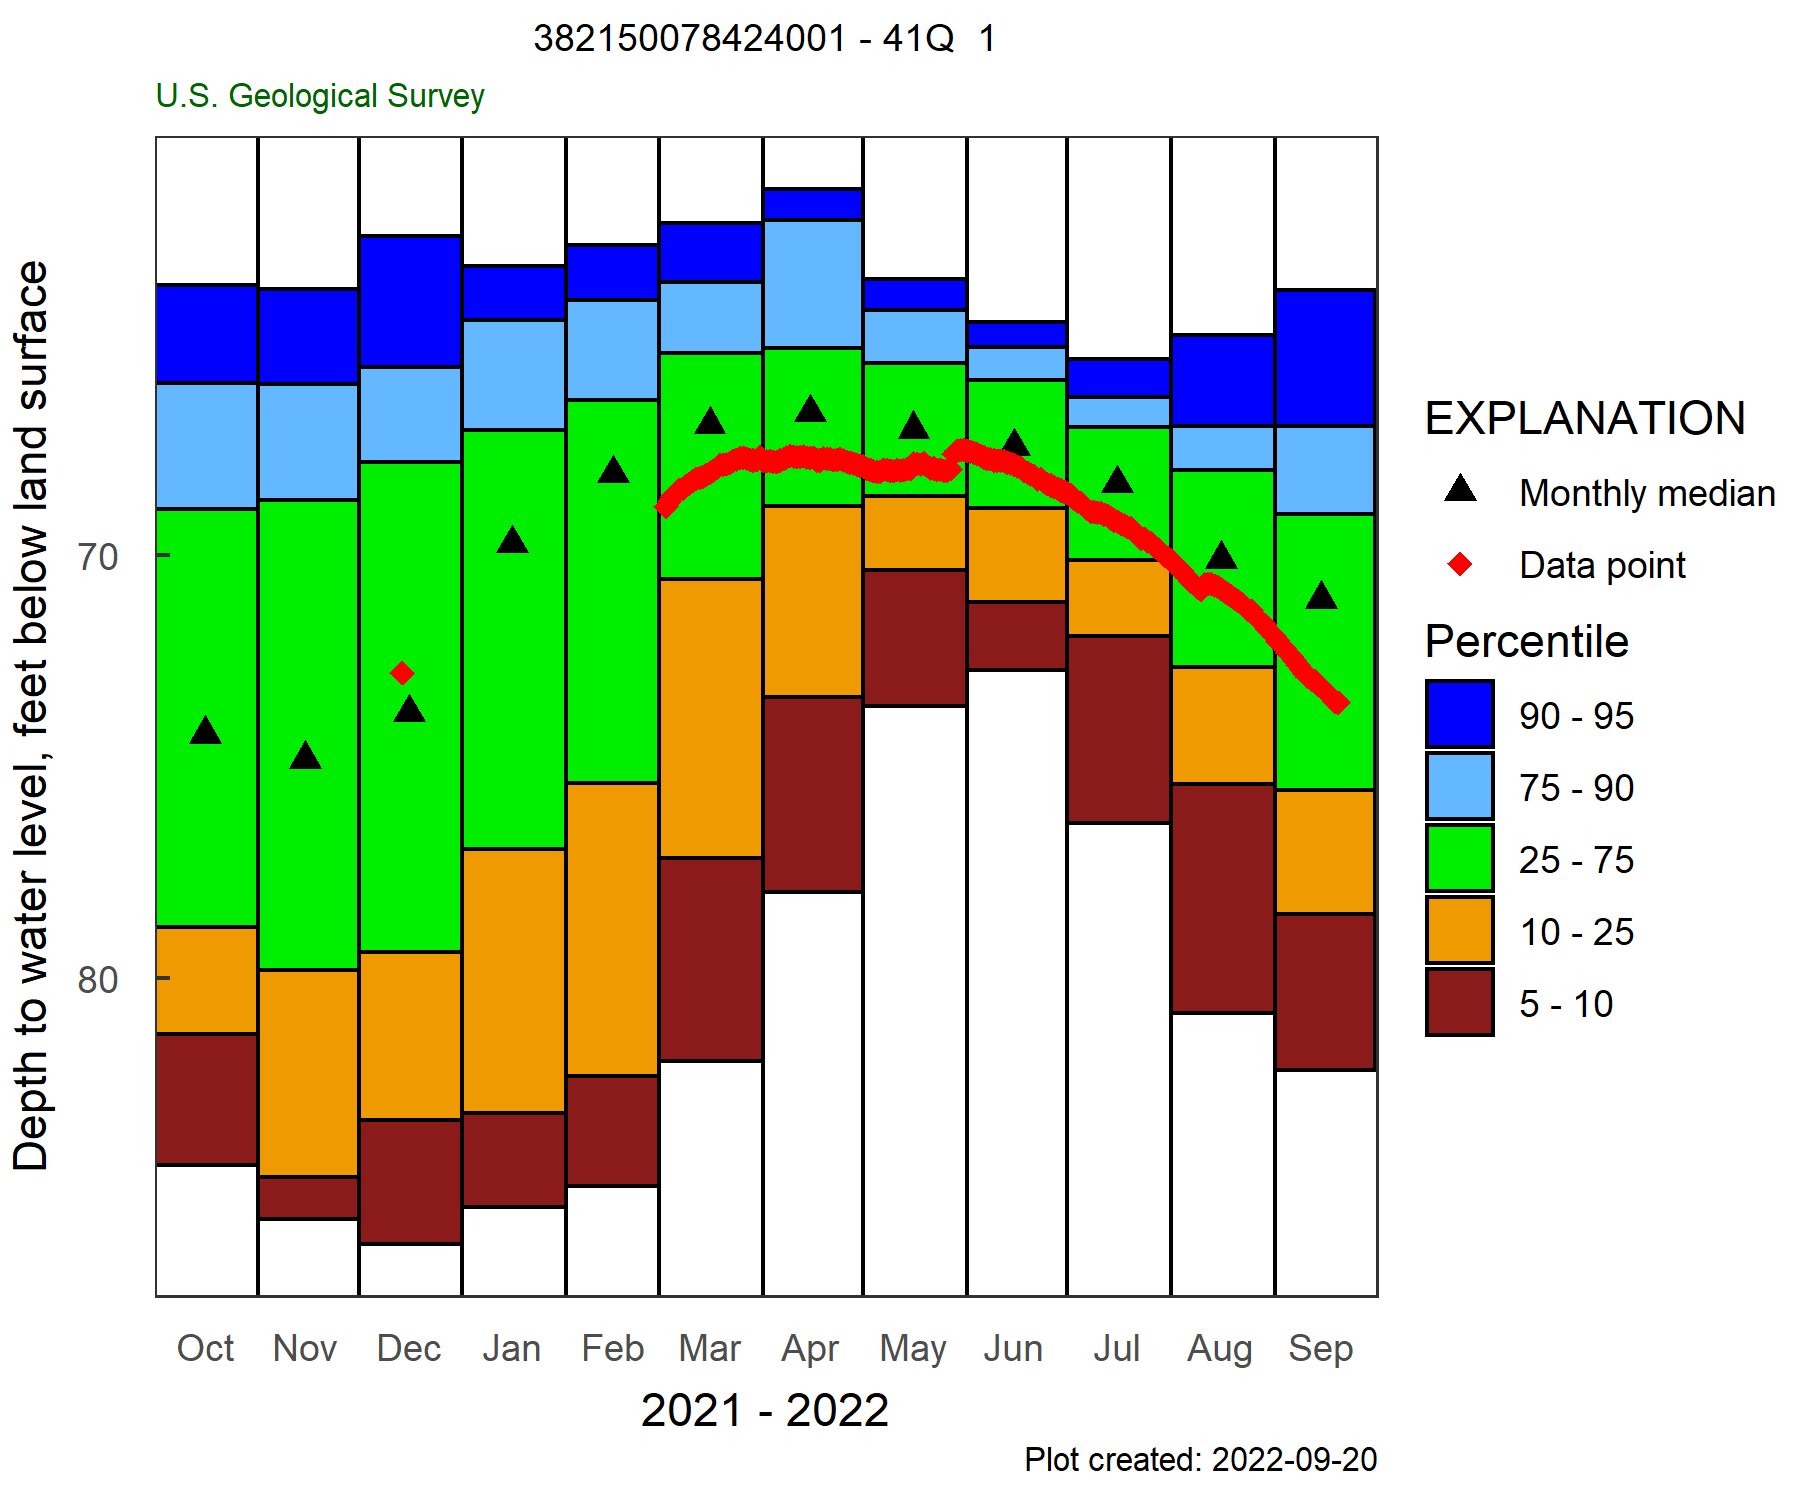 382150078424001 - 41Q  1
U.S. Geological Survey
Depth to water level, feet below land surface
70
80
Oct Nov Dec Jan Feb Mar Apr May Jun Jul Aug Sep
2021 - 2022
Plot created: 2022-09-20
EXPLANATION
Monthly median
Data point
Percentile
90 - 95
75 - 90
25 - 75
10 - 25
5 - 10